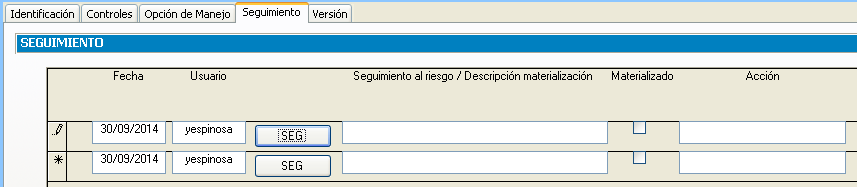 Identificación Controles Opción de Manejo Seguimiento Versión
SEGUIMIENTO
Fecha Usuario Seguimiento al riesgo / Descripción materialización Materializado Acción
30/09/2014 yespinosa SEG
30/09/2014 yespinosa SEG